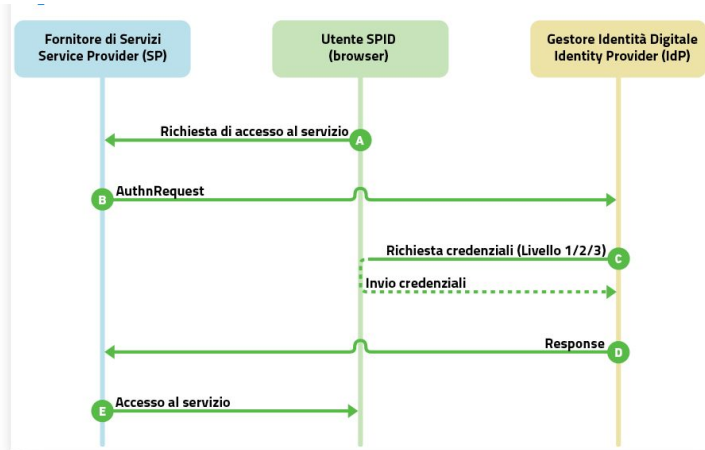 Fornitore di Servizi
Service Provider (SP)
Utente SPID
(browser)
Gestore Identità Digitale
Identity Provider (IdP)
Richiesta di accesso al servizio
A
B
AuthnRequest
Richiesta credenziali (Livello 1/2/3)
C
Invio credenziali
Response
D
E
Accesso al servizio